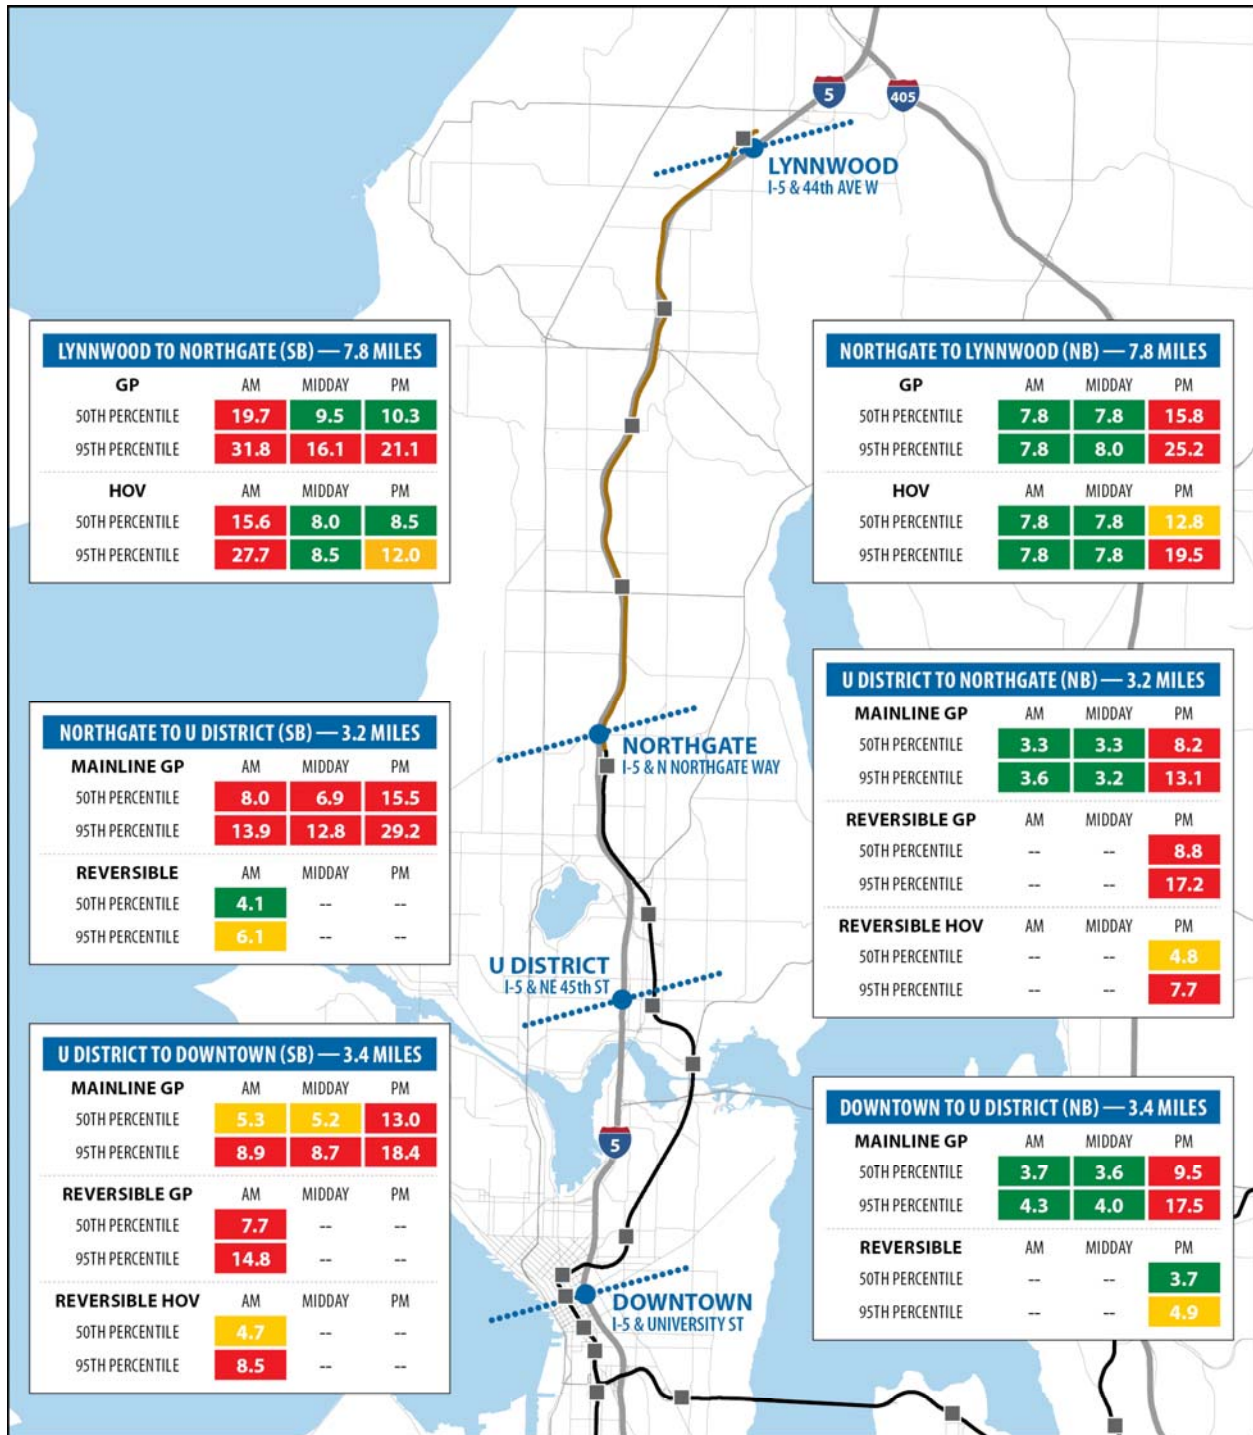 5
405
LYNNWOOD
I-5 & 44th AVE W
LYNNWOOD TO NORTHGATE (SB) — 7.8 MILES
GP AM MIDDAY PM
50TH PERCENTILE 19.7 9.5 10.3
95TH PERCENTILE 31.8 16.1 21.1
HOV AM MIDDAY PM
50TH PERCENTILE 15.6 8.0 8.5
95TH PERCENTILE 27.7 8.5 12.0
NORTHGATE TO LYNNWOOD (NB) — 7.8 MILES
GP AM MIDDAY PM
50TH PERCENTILE 7.8 7.8 15.8
95TH PERCENTILE 7.8 8.0 25.2
HOV AM MIDDAY PM
50TH PERCENTILE 7.8 7.8 12.8
95TH PERCENTILE 7.8 7.8 19.5
NORTHGATE TO U DISTRICT (SB) — 3.2 MILES
MAINLINE GP AM MIDDAY PM
50TH PERCENTILE 8.0 6.9 15.5
95TH PERCENTILE 13.9 12.8 29.2
REVERSIBLE AM MIDDAY PM
50TH PERCENTILE 4.1 -- --
95TH PERCENTILE 6.1 -- --
NORTHGATE
I-5 & N NORTHGATE WAY
U DISTRICT TO NORTHGATE (NB) — 3.2 MILES
MAINLINE GP AM MIDDAY PM
50TH PERCENTILE 3.3 3.3 8.2
95TH PERCENTILE 3.6 3.2 13.1
REVERSIBLE GP AM MIDDAY PM
50TH PERCENTILE -- -- 8.8
95TH PERCENTILE -- -- 17.2
REVERSIBLE HOV AM MIDDAY PM
50TH PERCENTILE -- -- 4.8
95TH PERCENTILE -- -- 7.7
U DISTRICT
I-5 & NE 45th ST
U DISTRICT TO DOWNTOWN (SB) — 3.4 MILES
MAINLINE GP AM MIDDAY PM
50TH PERCENTILE 5.3 5.2 13.0
95TH PERCENTILE 8.9 8.7 18.4
REVERSIBLE GP AM MIDDAY PM
50TH PERCENTILE 7.7 -- --
95TH PERCENTILE 14.8 -- --
REVERSIBLE HOV AM MIDDAY PM
50TH PERCENTILE 4.7 -- --
95TH PERCENTILE 8.5 -- --
5
DOWNTOWN
I-5 & UNIVERSITY ST
DOWNTOWN TO U DISTRICT (NB) — 3.4 MILES
MAINLINE GP AM MIDDAY PM
50TH PERCENTILE 3.7 3.6 9.5
95TH PERCENTILE 4.3 4.0 17.5
REVERSIBLE AM MIDDAY PM
50TH PERCENTILE -- -- 3.7
95TH PERCENTILE -- -- 4.9